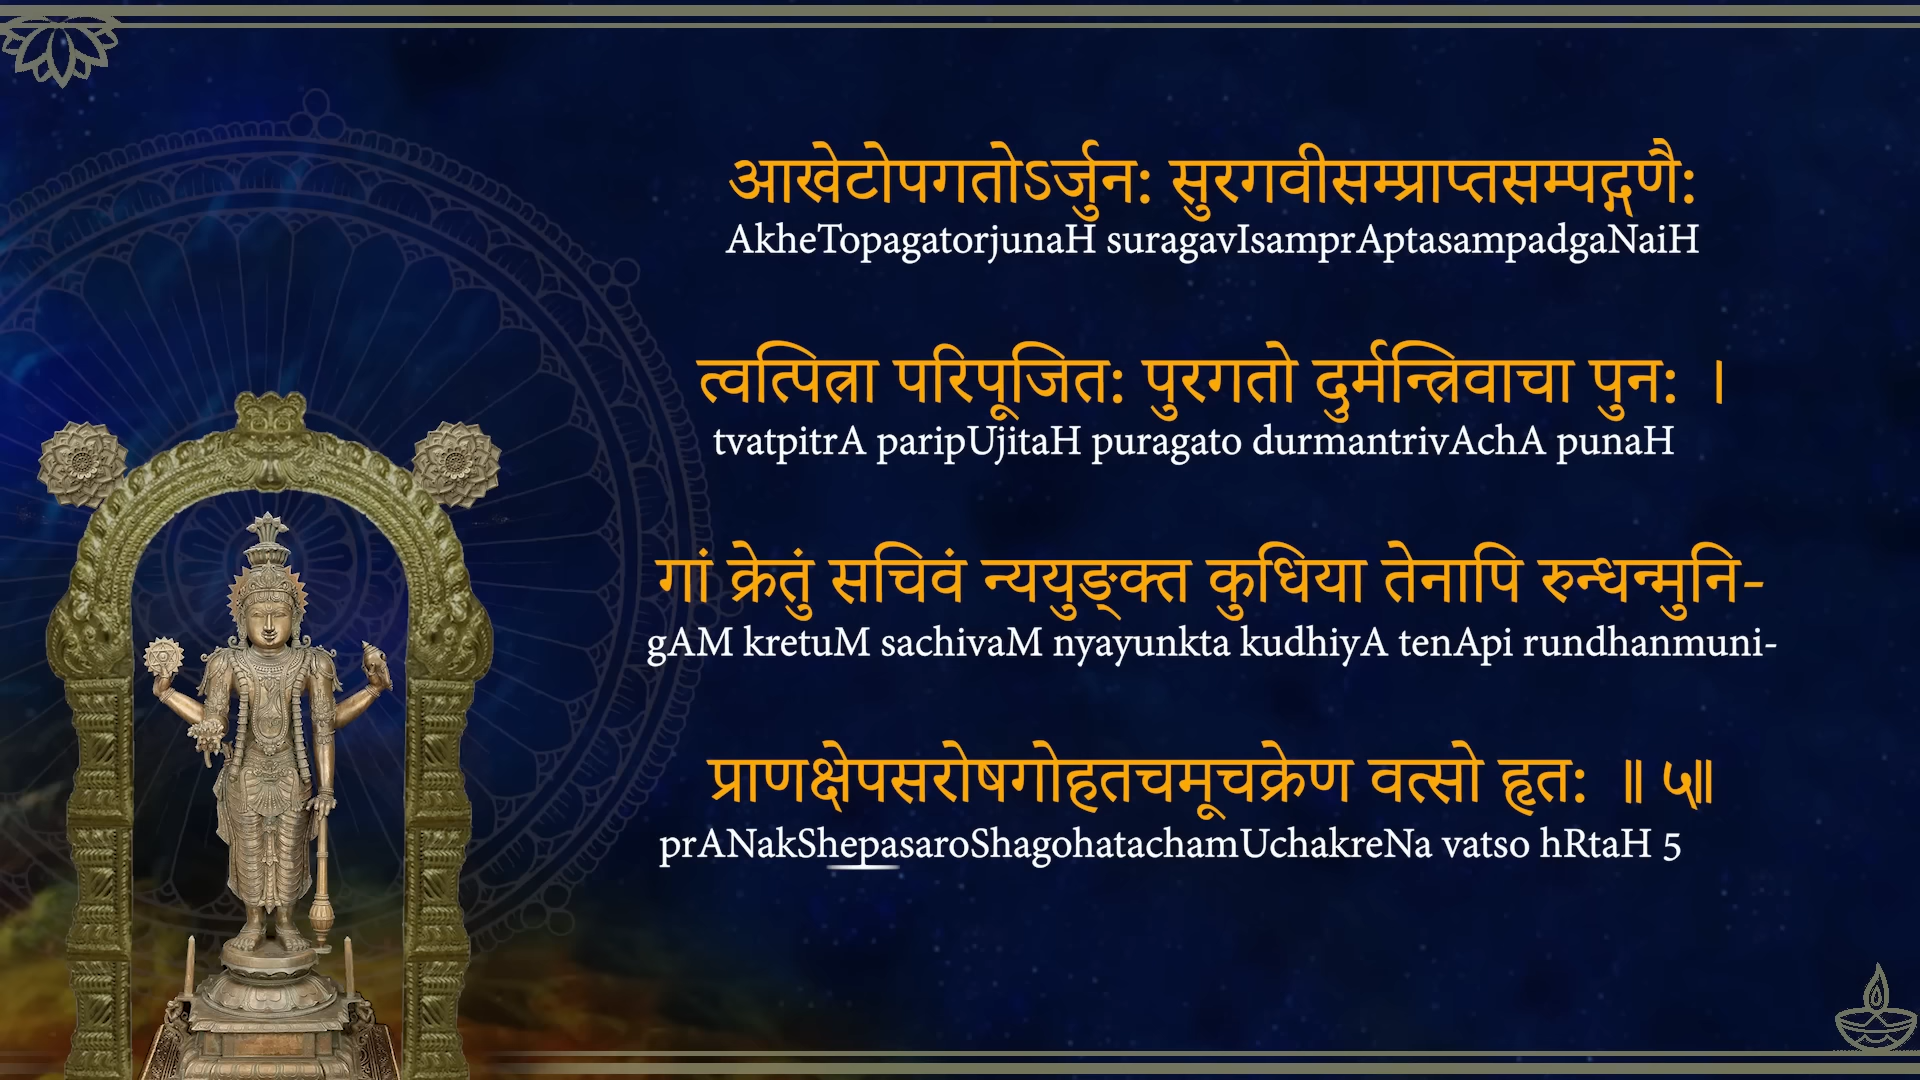 आखेटोपगतोऽर्जुन: सुरगवीसम्प्राप्तसम्पद्गणै:
AkheTopagatorjunaH suragavIsamprAptasampadgaNaiH
त्वत्पित्रा परिपूजित: पुरगतो दुर्मन्त्रिवाचा पुन: ।
tvatpitrA paripUjitaH puragato durmantrivAchA punaH
गां क्रेतुं सचिवं न्ययुङ्क्त कुधिया तेनापि रुन्धन्मुनि-
gAM kretuM sachivaM nyayunkta kudhiyA tenApi rundhanmuni-
प्राणक्षेपसरोषगोहतचमूचक्रेण वत्सो हृत: ॥ ५॥
prANakShepasaroShagohatachamUchakreNa vatso hRtaH 5